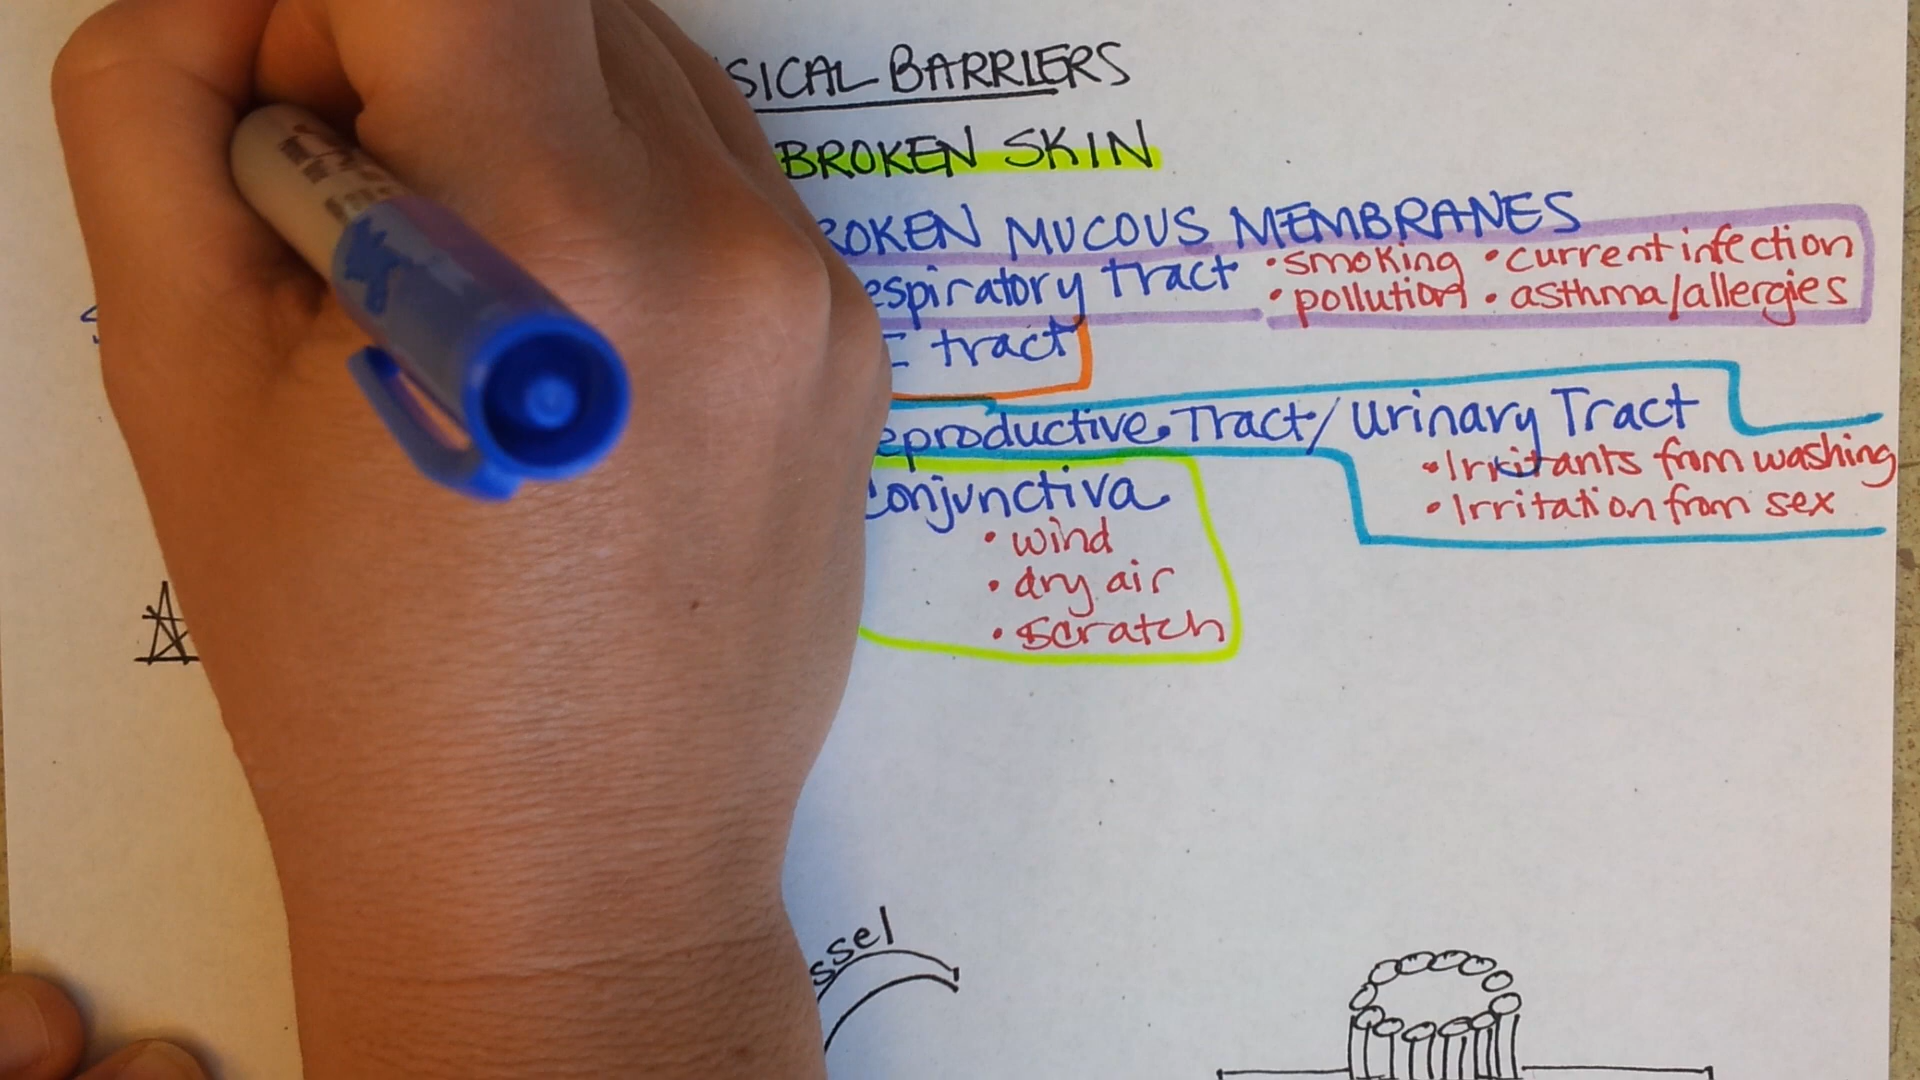 SICAL BARRIERS
BROKEN SKIN
ROKEN MUCOUS MEMBRANES
espiratory tract
• smoking • current infection
• pollution • asthma/allergies
I tract
eproductive Tract/Urinary Tract
• Irritants from washing
• Irritation from sex
Conjunctiva
• wind
• dry air
• scratch
ssel